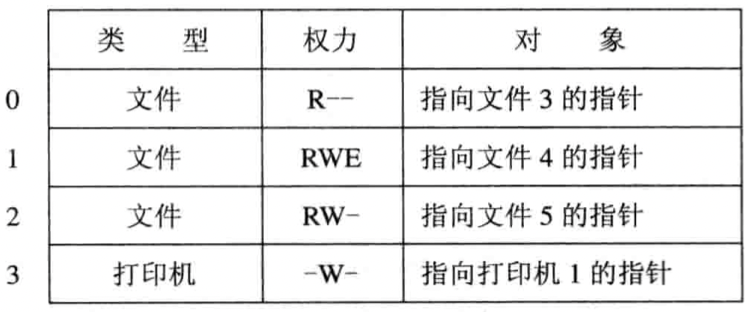 类 型 权力 对 象
0 文件 R-- 指向文件 3 的指针
1 文件 RWE 指向文件 4 的指针
2 文件 RW- 指向文件 5 的指针
3 打印机 -W- 指向打印机 1 的指针